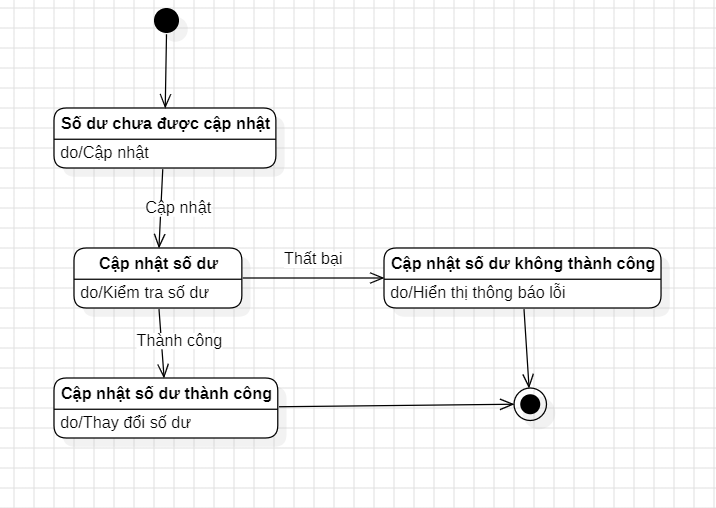 Số dư chưa được cập nhật
do/Cập nhật
Cập nhật
Cập nhật số dư
do/Kiểm tra số dư
Thất bại
Cập nhật số dư không thành công
do/Hiển thị thông báo lỗi
Thành công
Cập nhật số dư thành công
do/Thay đổi số dư